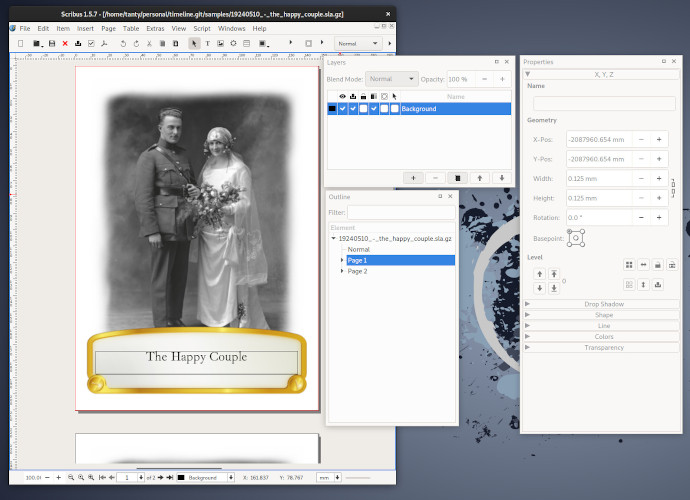 Scribus 1.5.7 - [/home/tanty/personal/timeline.git/samples/19240510_-_the_happy_couple.sla.gz]
File Edit Item Insert Page Table Extras View Script Windows Help
Normal
The Happy Couple
100.0 1 of 2 Background X: 161.837 Y: 78.767 mm
Layers
Blend Mode: Normal Opacity: 100 %
Name
Background
Outline
Filter:
Element
19240510_-_the_happy_couple.sla.gz
Normal
Page 1
Page 2
Properties
X, Y, Z
Name
Geometry
X-Pos: -2087960.654 mm
Y-Pos: -2087960.654 mm
Width: 0.125 mm
Height: 0.125 mm
Rotation: 0.0 °
Basepoint:
Level
0
Drop Shadow
Shape
Line
Colors
Transparency